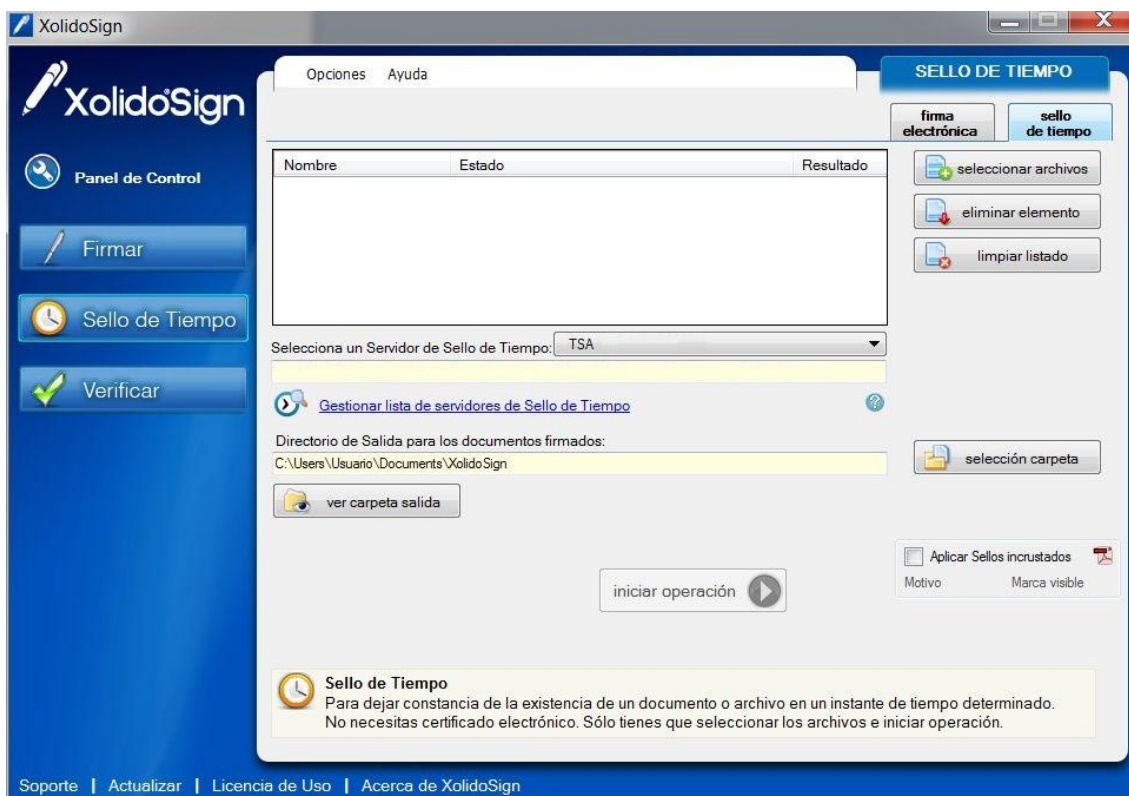 XolidoSign
XolidoSign
Panel de Control
Firmar
Sello de Tiempo
Verificar
Opciones Ayuda
SELLO DE TIEMPO
firma electrónica
sello de tiempo
Nombre Estado Resultado
seleccionar archivos
eliminar elemento
limpiar listado
Selecciona un Servidor de Sello de Tiempo: TSA
Gestionar lista de servidores de Sello de Tiempo
?
Directorio de Salida para los documentos firmados:
C:\Users\Usuario\Documents\XolidoSign
selección carpeta
ver carpeta salida
Aplicar Sellos incrustados
Motivo Marca visible
iniciar operación
Sello de Tiempo
Para dejar constancia de la existencia de un documento o archivo en un instante de tiempo determinado.
No necesitas certificado electrónico. Sólo tienes que seleccionar los archivos e iniciar operación.
Soporte | Actualizar | Licencia de Uso | Acerca de XolidoSign